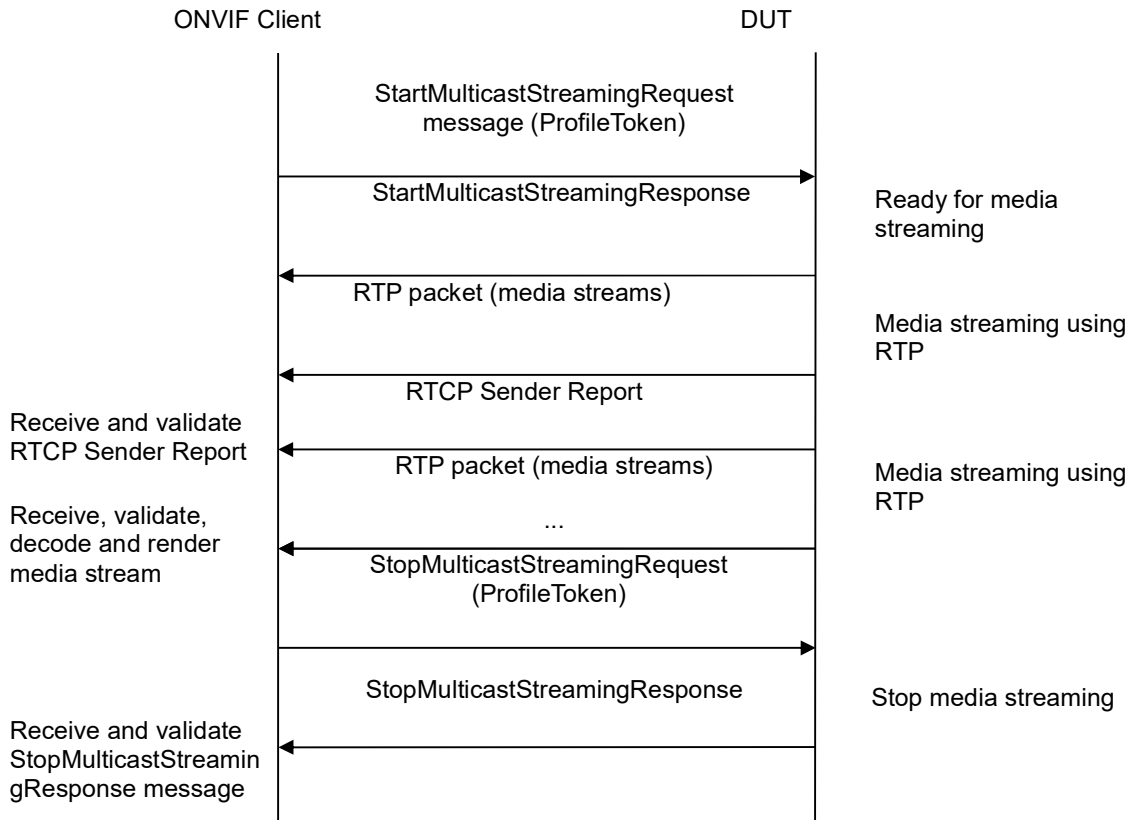 ONVIF Client
DUT
StartMulticastStreamingRequest
message (ProfileToken)
StartMulticastStreamingResponse
Ready for media
streaming
RTP packet (media streams)
Media streaming using
RTP
RTCP Sender Report
Receive and validate
RTCP Sender Report
RTP packet (media streams)
Media streaming using
RTP
Receive, validate,
decode and render
media stream
...
StopMulticastStreamingRequest
(ProfileToken)
StopMulticastStreamingResponse
Stop media streaming
Receive and validate
StopMulticastStreamin
gResponse message